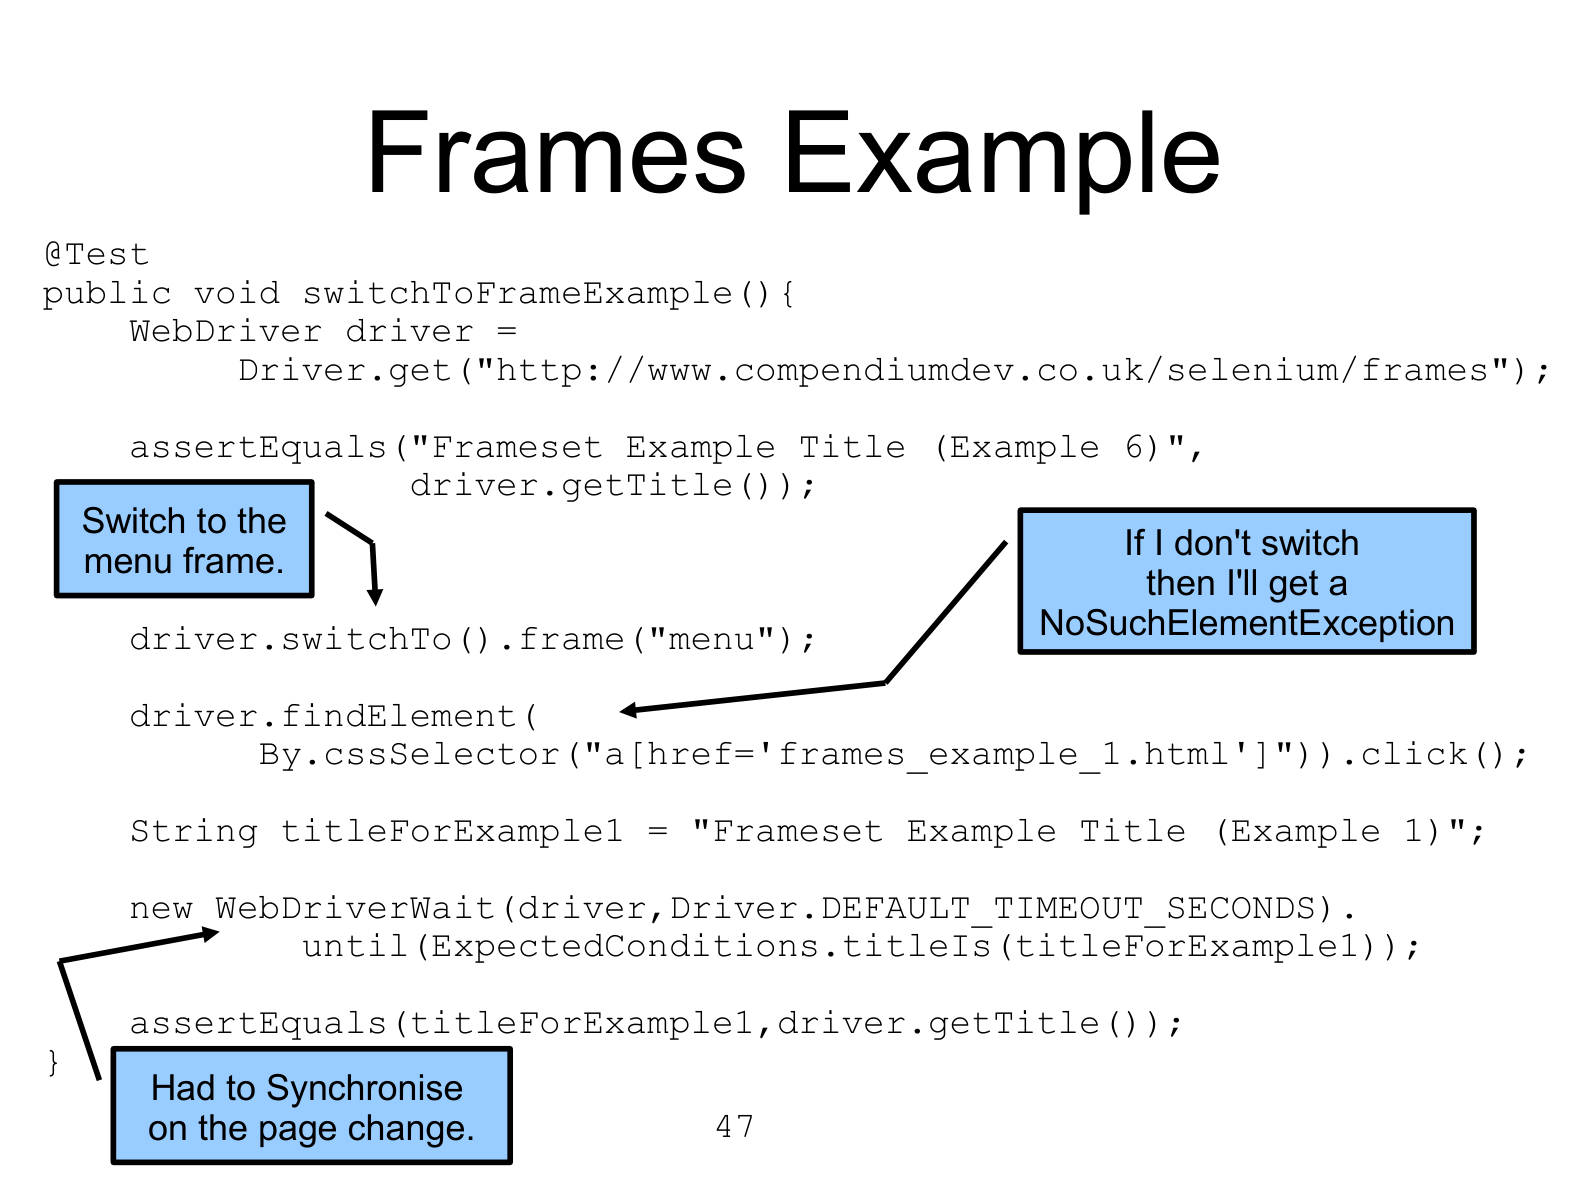 Frames Example
@Test
public void switchToFrameExample(){
    WebDriver driver =
         Driver.get("http://www.compendiumdev.co.uk/selenium/frames");
    assertEquals("Frameset Example Title (Example 6)",
                 driver.getTitle());
Switch to the
menu frame.
If I don't switch
then I'll get a
NoSuchElementException
    driver.switchTo().frame("menu");
    driver.findElement(
          By.cssSelector("a[href='frames_example_1.html']")).click();
    String titleForExample1 = "Frameset Example Title (Example 1)";
    new WebDriverWait(driver,Driver.DEFAULT_TIMEOUT_SECONDS).
            until(ExpectedConditions.titleIs(titleForExample1));
    assertEquals(titleForExample1,driver.getTitle());
}
Had to Synchronise
on the page change.
47